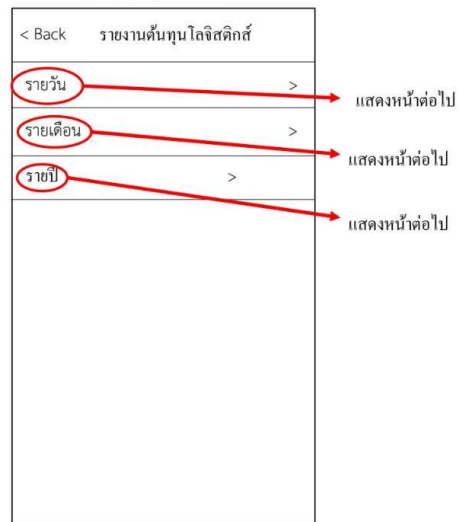 < Back รายงานต้นทุนโลจิสติกส์
รายวัน >
แสดงหน้าต่อไป
รายเดือน >
แสดงหน้าต่อไป
รายปี >
แสดงหน้าต่อไป